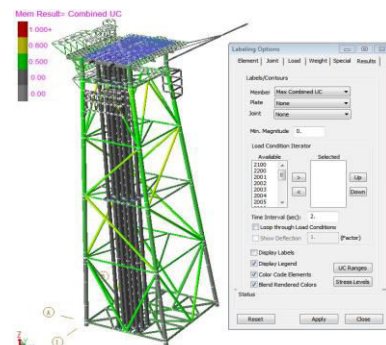 Mem Result= Combined UC
1.000+
0.800
0.500
0.00
0.00
A
Z
Labeling Options
Element Joint Load Weight Special Results
Labels/Contours
Member Max Combined UC
Plate None
Joint None
Min. Magnitude 0.
Load Condition Iterator
Available Selected
2100
2200
2001
2002
2003
2004
2005
> <
Up
Down
Time Interval (sec): 2.
Loop through Load Conditions
Show Deflection 1. (Factor)
Display Labels
Display Legend
Color Code Elements
Blend Rendered Colors
UC Ranges
Stress Levels
Status
Reset Apply Close